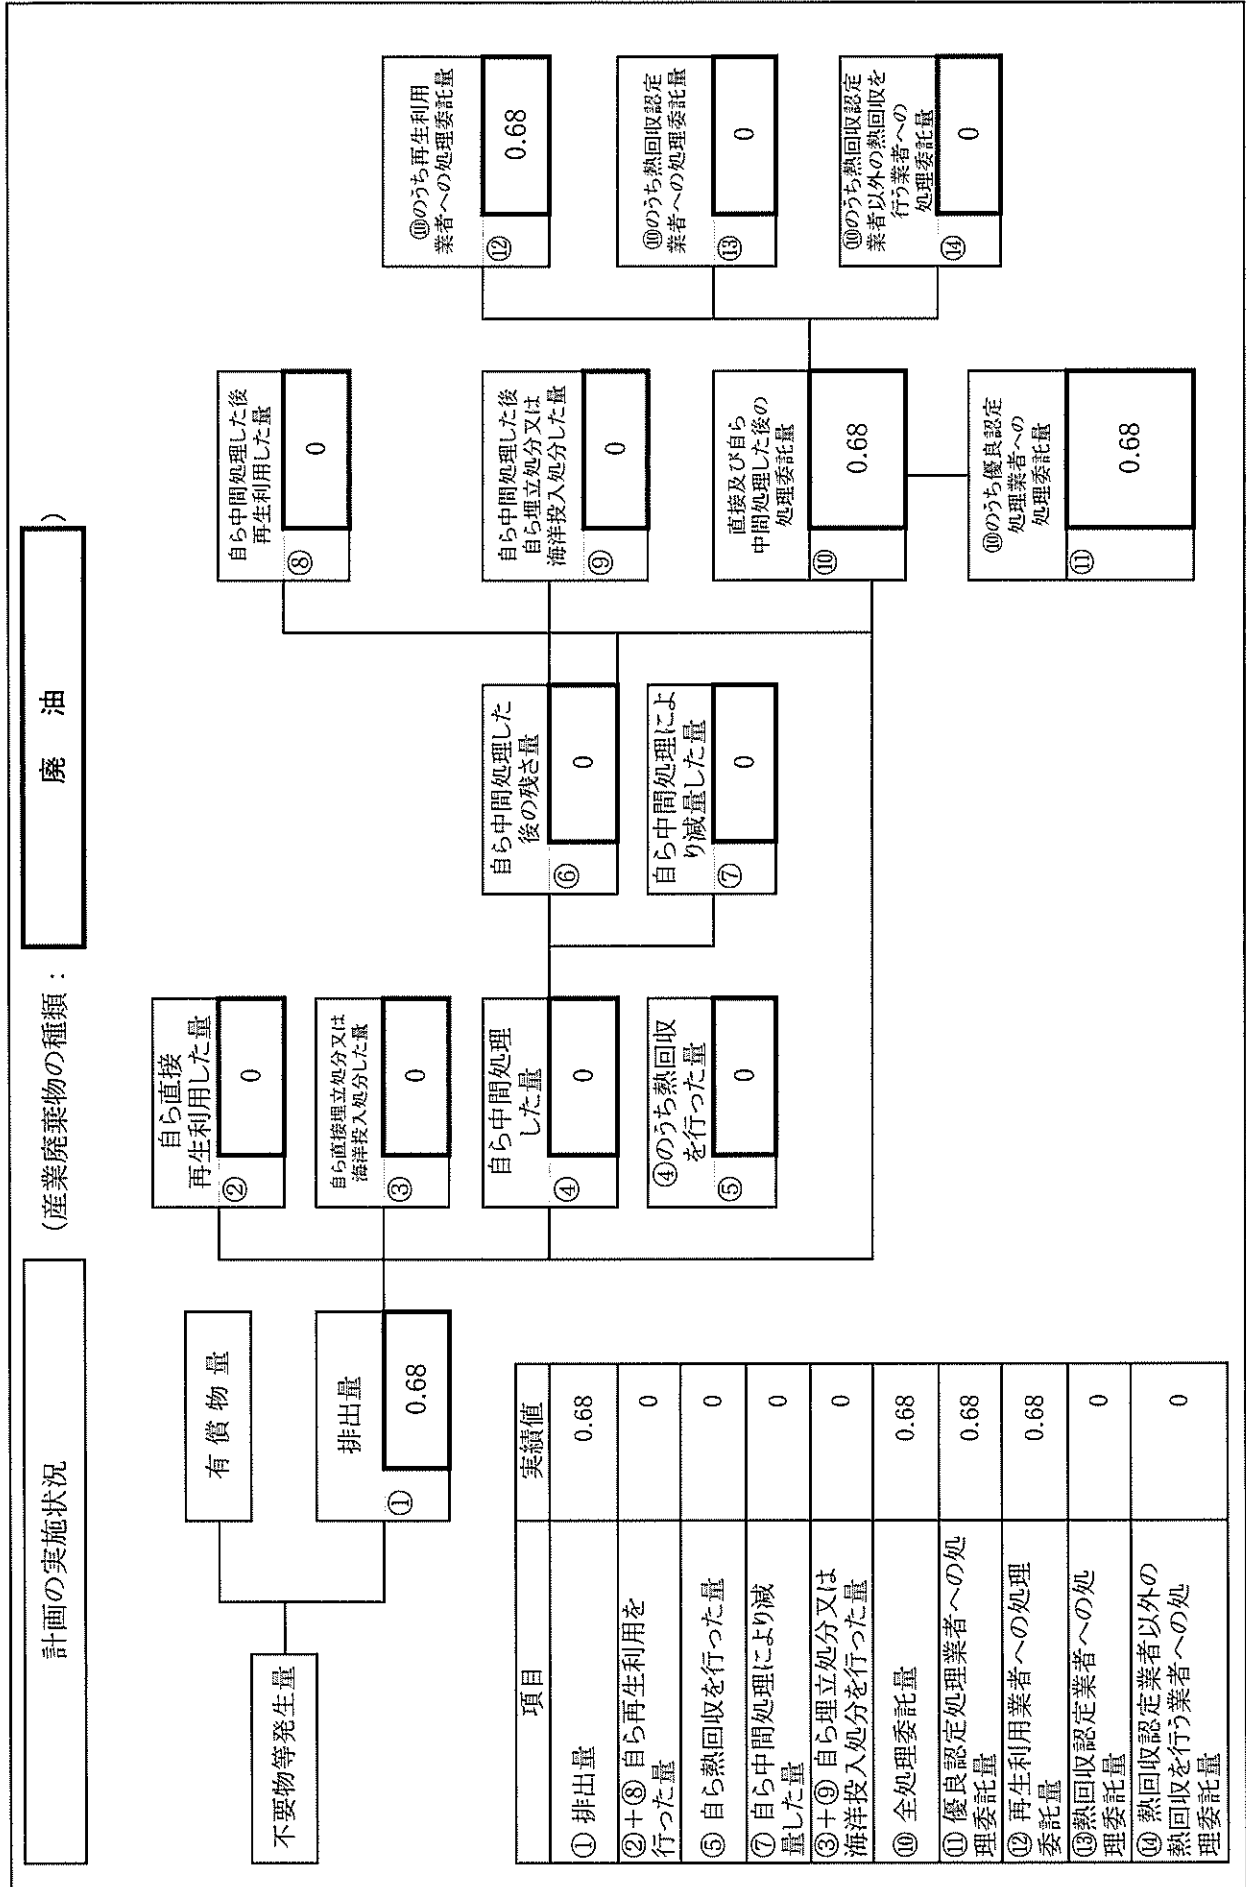 計画の実施状況
(産業廃棄物の種類：
廃　油
)
不要物等発生量
有 償 物 量
排出量
①
0.68
自ら直接
再生利用した量
②
0
自ら直接埋立処分又は
海洋投入処分した量
③
0
自ら中間処理
した量
④
0
④のうち熱回収
を行った量
⑤
0
自ら中間処理した
後の残さ量
⑥
0
自ら中間処理によ
り減量した量
⑦
0
自ら中間処理した後
再生利用した量
⑧
0
自ら中間処理した後
自ら埋立処分又は
海洋投入処分した量
⑨
0
直接及び自ら
中間処理した後の
処理委託量
⑩
0.68
⑩のうち優良認定
処理業者への
処理委託量
⑪
0.68
⑩のうち再生利用
業者への処理委託量
⑫
0.68
⑩のうち熱回収認定
業者への処理委託量
⑬
0
⑩のうち熱回収認定
業者以外の熱回収を
行う業者への
処理委託量
⑭
0
項目
実績値
① 排出量
0.68
②＋⑧ 自ら再生利用を
行った量
0
⑤ 自ら熱回収を行った量
0
⑦ 自ら中間処理により減
量した量
0
③＋⑨ 自ら埋立処分又は
海洋投入処分を行った量
0
⑩ 全処理委託量
0.68
⑪ 優良認定処理業者への処
理委託量
0.68
⑫ 再生利用業者への処理
委託量
0.68
⑬熱回収認定業者への処
理委託量
0
⑭ 熱回収認定業者以外の
熱回収を行う業者への処
理委託量
0